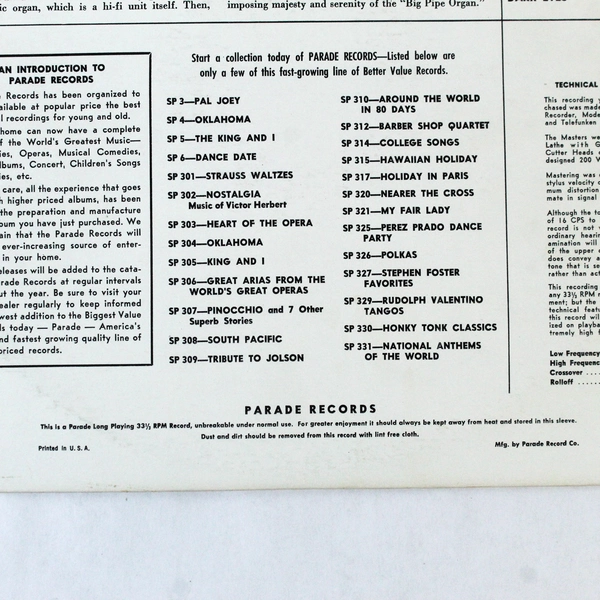 ic organ, which is a hi-fi unit itself. Then,
imposing majesty and serenity of the "Big Pipe Organ."
AN INTRODUCTION TO
PARADE RECORDS
Records has been organized to
ailable at popular price the best
l recordings for young and old.
home can now have a complete
f the World's Greatest Music—
ies, Operas, Musical Comedies,
lbums, Concert, Children's Songs
ies, etc.
care, all the experience that goes
h higher priced albums, has been
the preparation and manufacture
bum you have just purchased. We
ain that the Parade Records will
ever-increasing source of enter-
in your home.
eleases will be added to the cata-
arade Records at regular intervals
ut the year. Be sure to visit your
ealer regularly to keep informed
west addition to the Biggest Value
ds today — Parade — America's
nd fastest growing quality line of
priced records.
Start a collection today of PARADE RECORDS—Listed below are
only a few of this fast-growing line of Better Value Records.
SP 3—PAL JOEY
SP 4—OKLAHOMA
SP 5—THE KING AND I
SP 6—DANCE DATE
SP 301—STRAUSS WALTZES
SP 302—NOSTALGIA
Music of Victor Herbert
SP 303—HEART OF THE OPERA
SP 304—OKLAHOMA
SP 305—KING AND I
SP 306—GREAT ARIAS FROM THE
WORLD'S GREAT OPERAS
SP 307—PINOCCHIO and 7 Other
Superb Stories
SP 308—SOUTH PACIFIC
SP 309—TRIBUTE TO JOLSON
SP 310—AROUND THE WORLD
IN 80 DAYS
SP 312—BARBER SHOP QUARTET
SP 314—COLLEGE SONGS
SP 315—HAWAIIAN HOLIDAY
SP 317—HOLIDAY IN PARIS
SP 320—NEARER THE CROSS
SP 321—MY FAIR LADY
SP 325—PEREZ PRADO DANCE
PARTY
SP 326—POLKAS
SP 327—STEPHEN FOSTER
FAVORITES
SP 329—RUDOLPH VALENTINO
TANGOS
SP 330—HONKY TONK CLASSICS
SP 331—NATIONAL ANTHEMS
OF THE WORLD
TECHNICAL
This recording
chased was made
Recorder, Mode
and Telefunken
The Masters we
Lathe with G
Cutter Heads
designed 200 W
Mastering was
stylus velocity
mum distortion
mate in signal
Although the to
of 16 CPS to
record is not
ordinary hearin
amination will
of the upper
does convey a
tone that is se
rather than act
This recording
any 33⅓ RPM r
ment; but the
technical featu
this record will
ized on playba
tremely high f
Low Frequency
High Frequenc
Crossover ....
Rolloff .....
PARADE RECORDS
This is a Parade Long Playing 33⅓ RPM Record, unbreakable under normal use. For greater enjoyment it should always be kept away from heat and stored in this sleeve.
Dust and dirt should be removed from this record with lint free cloth.
Printed in U. S. A.
Mfg. by Parade Record Co.